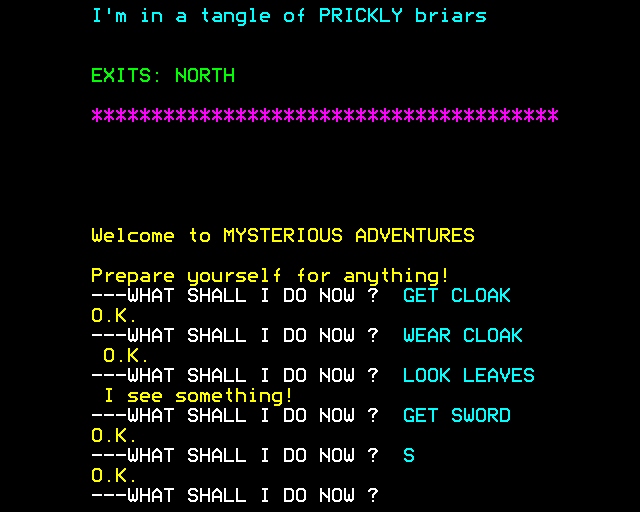 I'm in a tangle of PRICKLY briars
EXITS: NORTH
***************************************
Welcome to MYSTERIOUS ADVENTURES
Prepare yourself for anything!
---WHAT SHALL I DO NOW ?  GET CLOAK
O.K.
---WHAT SHALL I DO NOW ?  WEAR CLOAK
O.K.
---WHAT SHALL I DO NOW ?  LOOK LEAVES
I see something!
---WHAT SHALL I DO NOW ?  GET SWORD
O.K.
---WHAT SHALL I DO NOW ?  S
O.K.
---WHAT SHALL I DO NOW ?